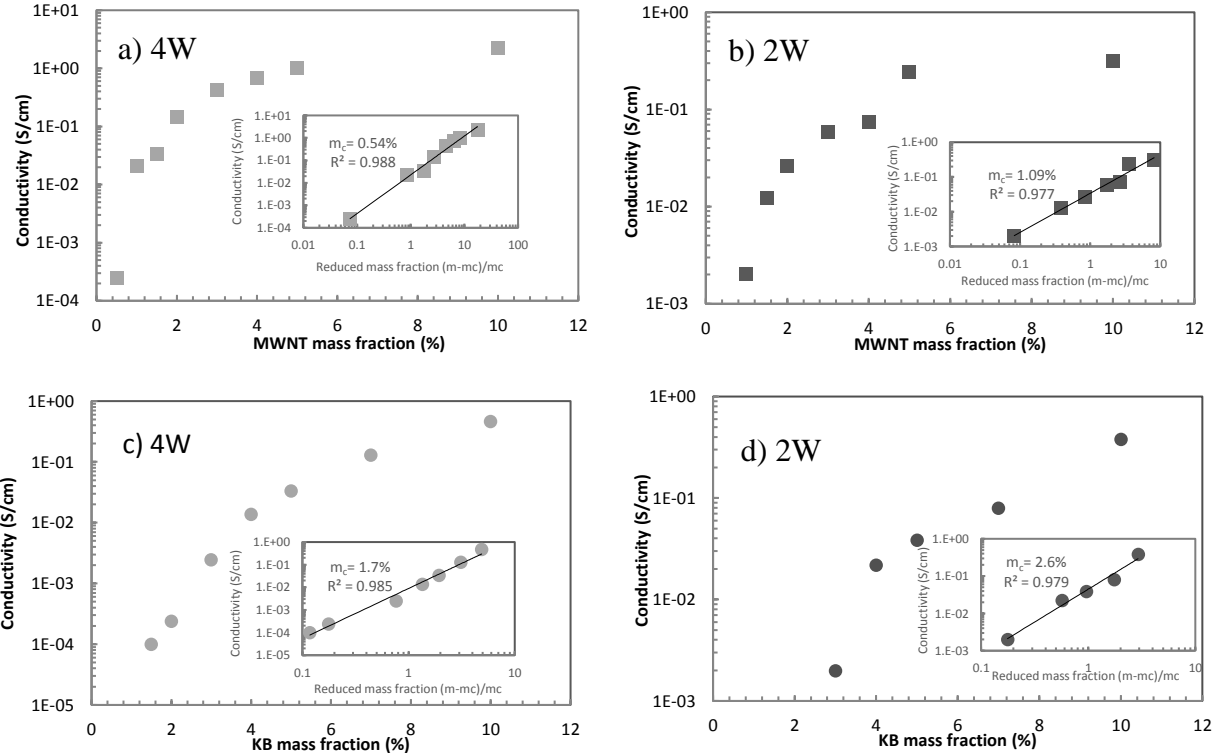 a) 4W
Conductivity (S/cm)
1E+02
1E+01
1E+00
1E-01
1E-02
1E-03
1E-04
0 2 4 6 8 10 12
MWNT mass fraction (%)
Conductivity (S/cm)
1.E+01
1.E+00
1.E-01
1.E-02
1.E-03
1.E-04
mc= 0.54%
R² = 0.988
0.01 0.1 1 10 100
Reduced mass fraction (m-mc)/mc
b) 2W
Conductivity (S/cm)
1E+00
1E-01
1E-02
1E-03
0 2 4 6 8 10 12
MWNT mass fraction (%)
Conductivity (S/cm)
1.E+00
1.E-01
1.E-02
1.E-03
mc= 1.09%
R² = 0.977
0.01 0.1 1 10
Reduced mass fraction (m-mc)/mc
c) 4W
Conductivity (S/cm)
1E+00
1E-01
1E-02
1E-03
1E-04
1E-05
0 2 4 6 8 10 12
KB mass fraction (%)
Conductivity (S/cm)
1.E+00
1.E-01
1.E-02
1.E-03
1.E-04
1.E-05
mc= 1.7%
R² = 0.985
0.1 1 10
Reduced mass fraction (m-mc)/mc
d) 2W
Conductivity (S/cm)
1E+00
1E-01
1E-02
1E-03
0 2 4 6 8 10 12
KB mass fraction (%)
Conductivity (S/cm)
1.E+00
1.E-01
1.E-02
1.E-03
mc= 2.6%
R² = 0.979
0.1 1 10
Reduced mass fraction (m-mc)/mc